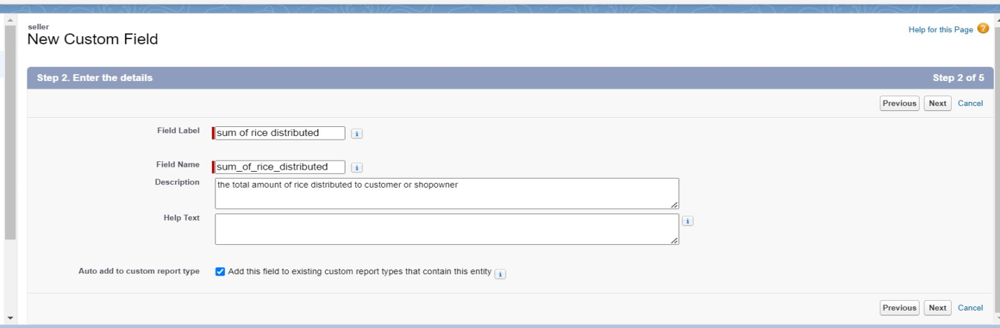 seller
New Custom Field
Help for this Page ?
Step 2. Enter the details Step 2 of 5
Previous Next Cancel
Field Label sum of rice distributed i
Field Name sum_of_rice_distributed i
Description the total amount of rice distributed to customer or shopowner
Help Text i
Auto add to custom report type Add this field to existing custom report types that contain this entity i
Previous Next Cancel